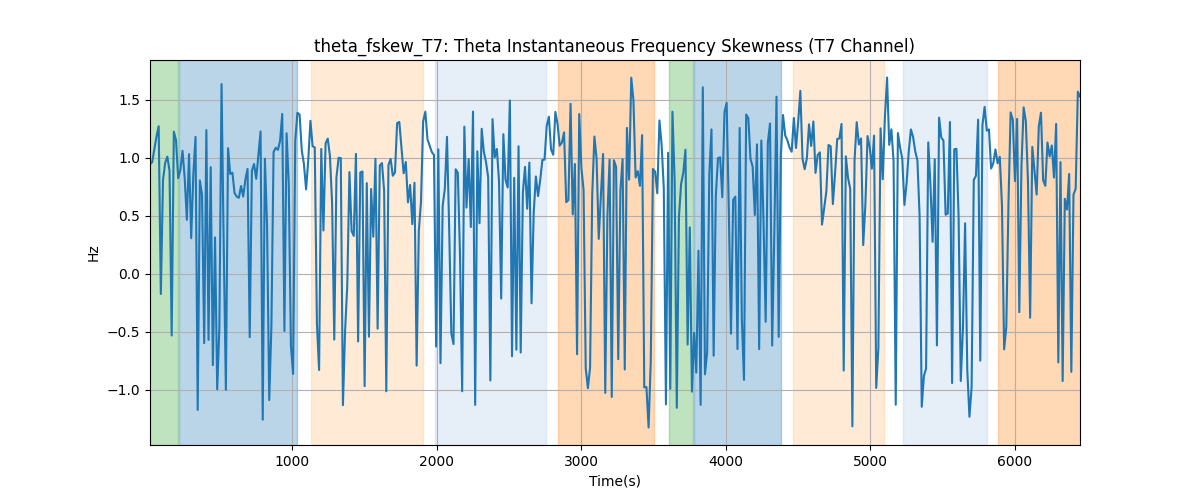 theta_fskew_T7: Theta Instantaneous Frequency Skewness (T7 Channel)
1.5
1.0
0.5
0.0
−0.5
−1.0
Hz
1000 2000 3000 4000 5000 6000
Time(s)